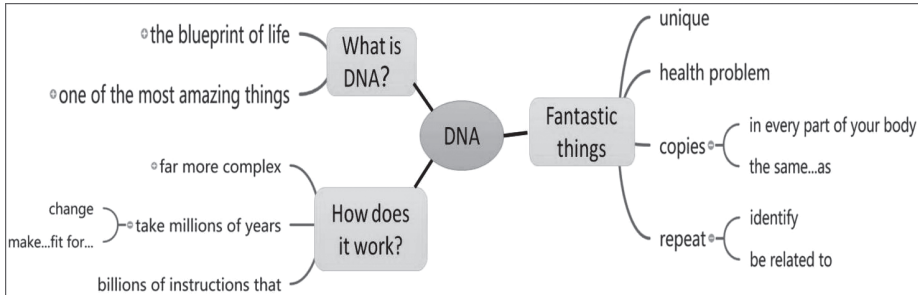 the blueprint of life
one of the most amazing things
What is
DNA?
DNA
far more complex
change
make...fit for...
take millions of years
billions of instructions that
How does
it work?
Fantastic
things
unique
health problem
copies
in every part of your body
the same...as
repeat
identify
be related to